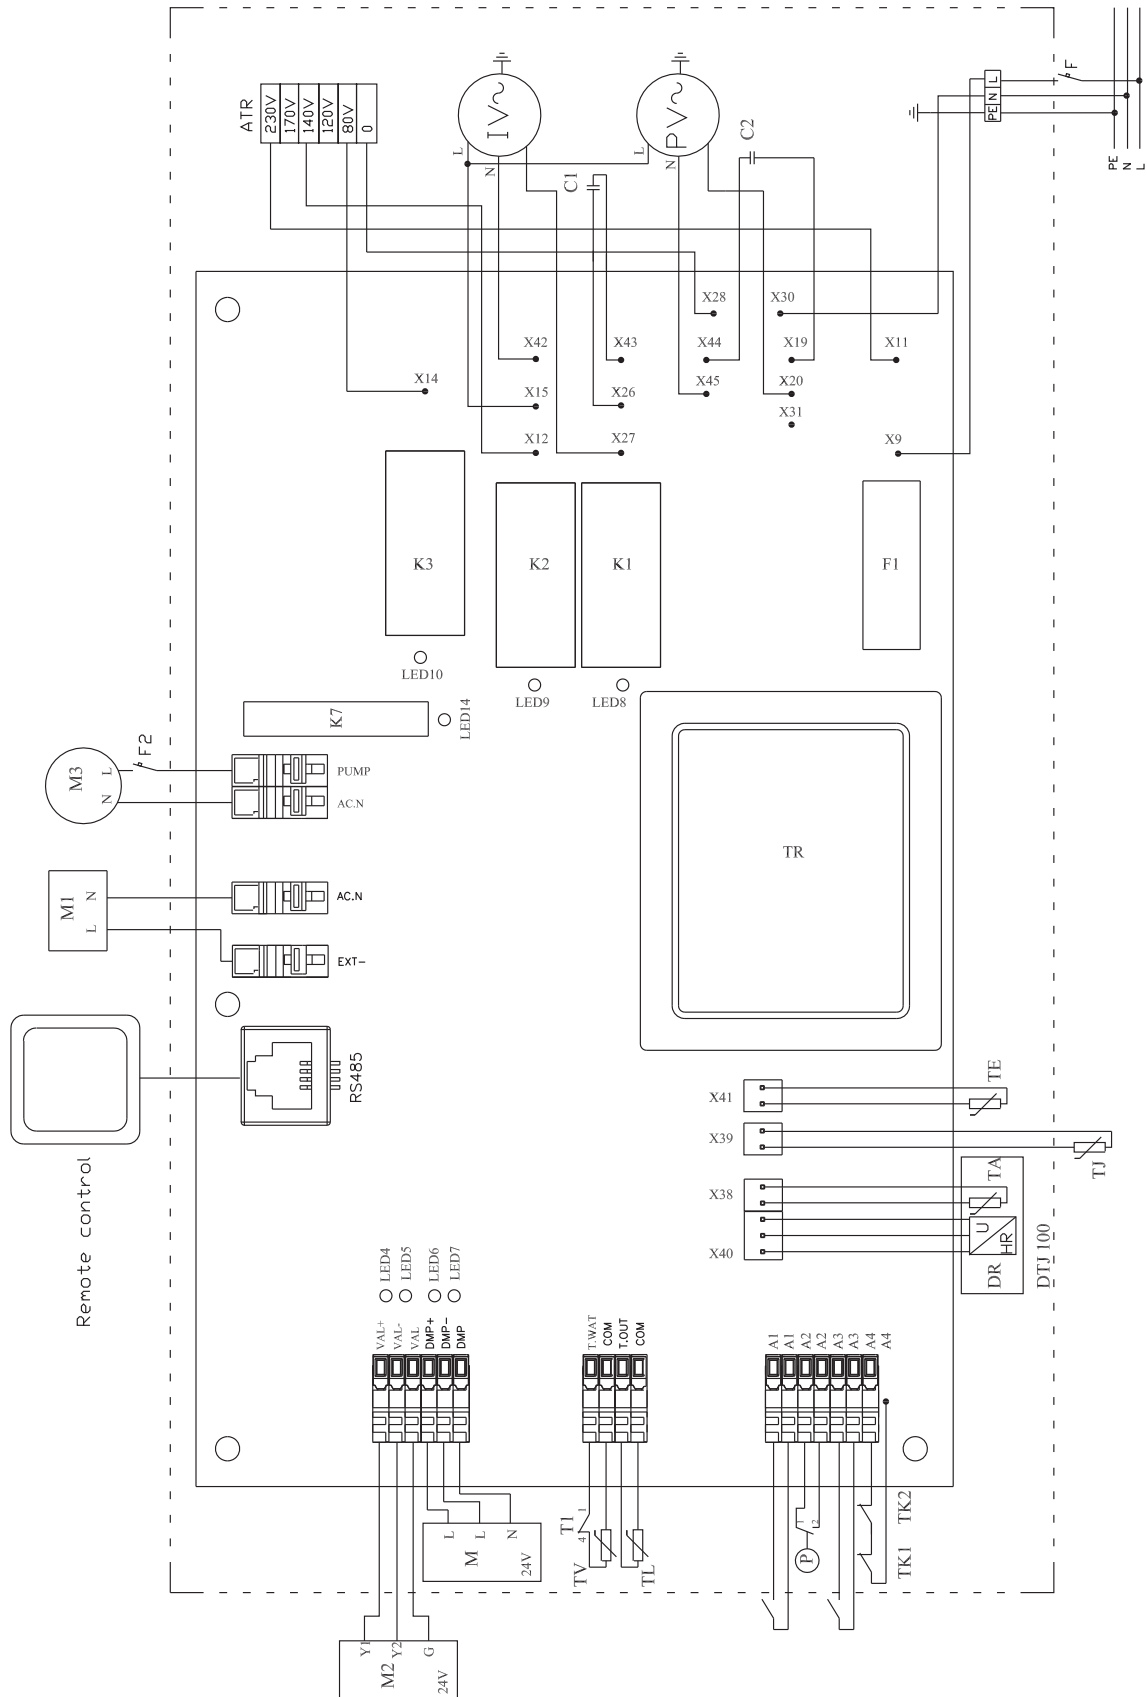 F
ATR
230V
170V
140V
120V
80V
0
IV~
PV~
L
N
L
N
C1
C2
L
N
PE
PE
N
L
X28
X30
X42
X43
X44
X19
X11
X14
X15
X26
X45
X20
X31
X12
X27
X9
K3
K2
K1
F1
LED10
LED9
LED8
K7
LED14
M3
L
N
F2
PUMP
AC.N
M1
N
L
AC.N
EXT-
TR
RS485
Remote control
X41
TE
X39
TJ
X38
TA
X40
U
HR
DR
DTJ 100
LED4
LED5
LED6
LED7
VAL+
VAL-
VAL
DMP+
DMP-
DMP
T.WAT
COM
T.OUT
COM
A1
A1
A2
A2
A3
A3
A4
A4
L
L
N
M
24V
T1
1
4
TV
TL
P
1
2
TK2
TK1
Y1
Y2
G
M2
24V